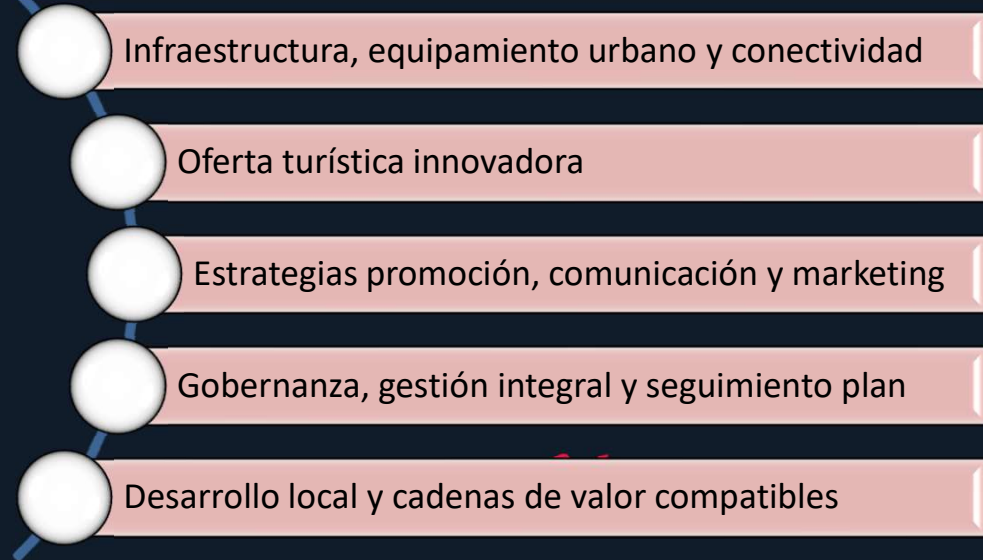 Infraestructura, equipamiento urbano y conectividad
Oferta turística innovadora
Estrategias promoción, comunicación y marketing
Gobernanza, gestión integral y seguimiento plan
Desarrollo local y cadenas de valor compatibles